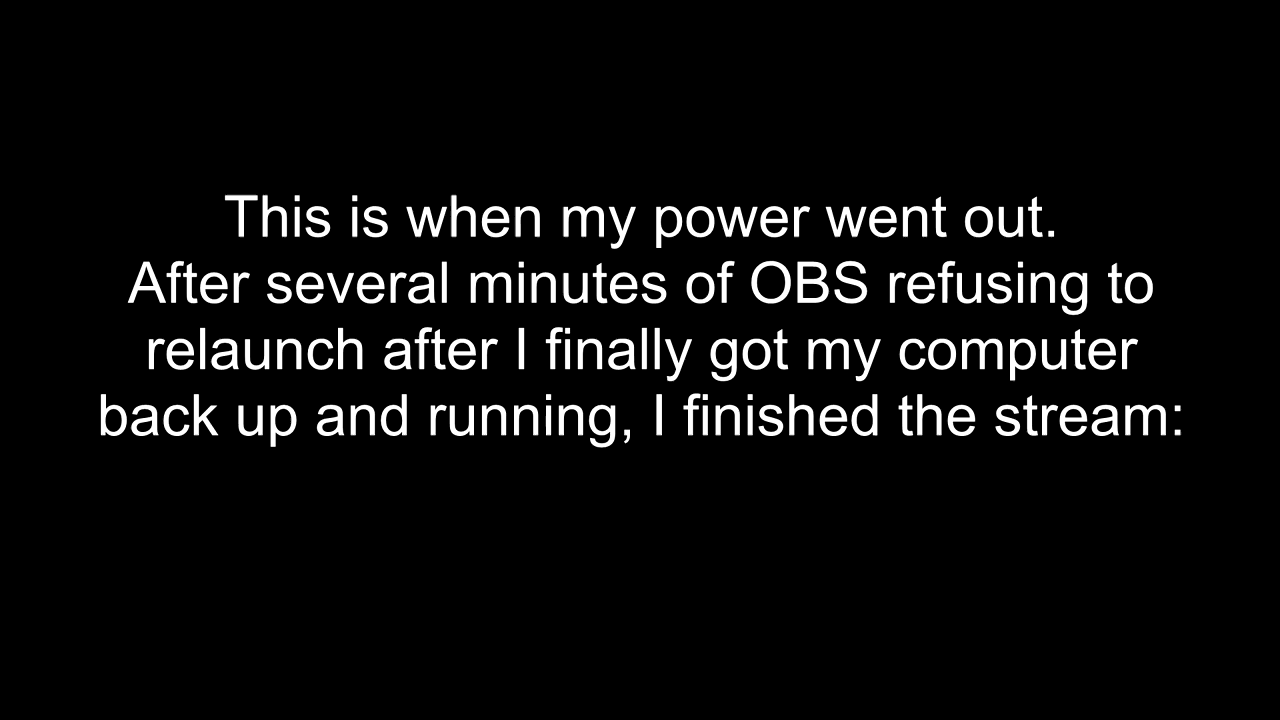 This is when my power went out.
After several minutes of OBS refusing to
relaunch after I finally got my computer
back up and running, I finished the stream: